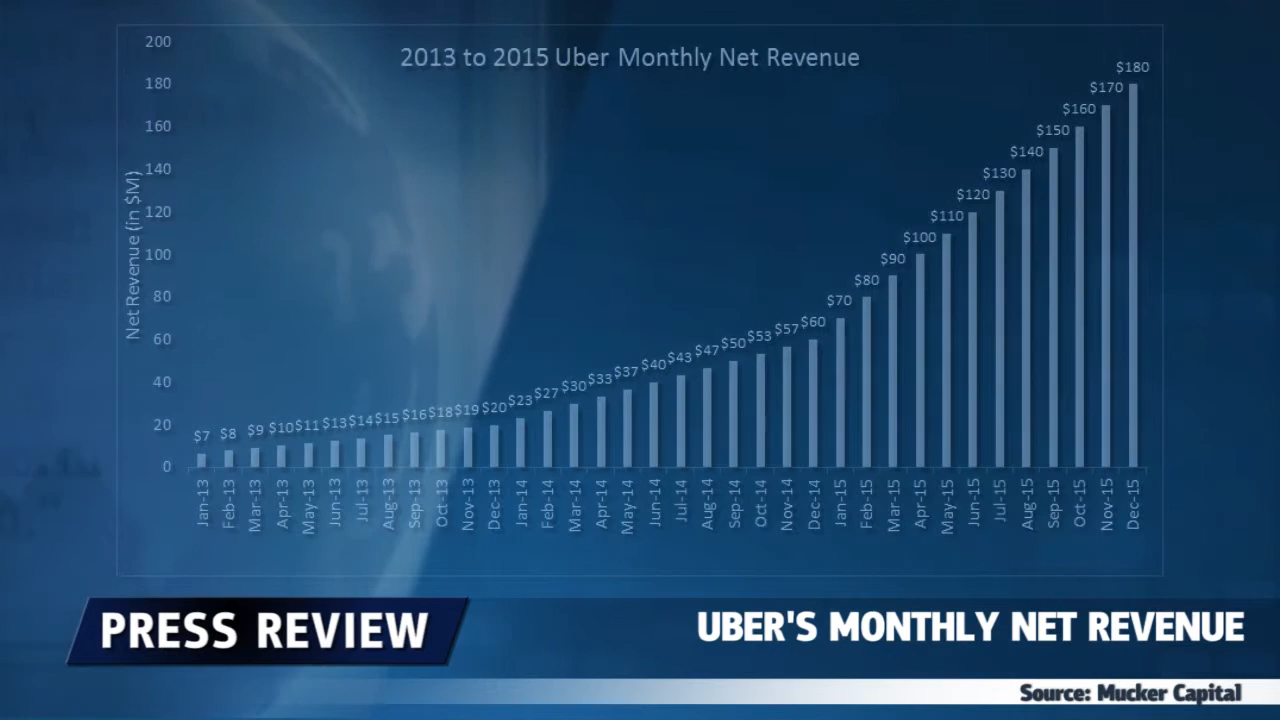 2013 to 2015 Uber Monthly Net Revenue
Net Revenue (in $M)
200
180
160
140
120
100
80
60
40
20
0
$7 $8 $9 $10 $11 $13 $14 $15 $16 $18 $19 $20 $23 $27 $30 $33 $37 $40 $43 $47 $50 $53 $57 $60 $70 $80 $90 $100 $110 $120 $130 $140 $150 $160 $170 $180
Jan-13 Feb-13 Mar-13 Apr-13 May-13 Jun-13 Jul-13 Aug-13 Sep-13 Oct-13 Nov-13 Dec-13 Jan-14 Feb-14 Mar-14 Apr-14 May-14 Jun-14 Jul-14 Aug-14 Sep-14 Oct-14 Nov-14 Dec-14 Jan-15 Feb-15 Mar-15 Apr-15 May-15 Jun-15 Jul-15 Aug-15 Sep-15 Oct-15 Nov-15 Dec-15
PRESS REVIEW
UBER'S MONTHLY NET REVENUE
Source: Mucker Capital